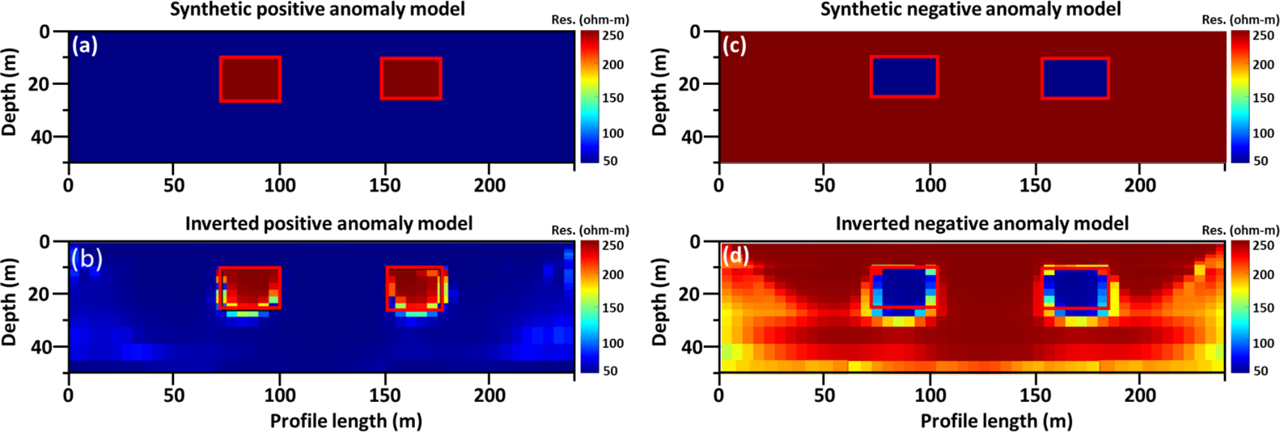 Synthetic positive anomaly model
Res. (ohm-m)
(a)
Depth (m)
0
20
40
0
50
100
150
200
250
200
150
100
50
Synthetic negative anomaly model
Res. (ohm-m)
(c)
Depth (m)
0
20
40
0
50
100
150
200
250
200
150
100
50
Inverted positive anomaly model
Res. (ohm-m)
(b)
Depth (m)
0
20
40
0
50
100
150
200
Profile length (m)
250
200
150
100
50
Inverted negative anomaly model
Res. (ohm-m)
(d)
Depth (m)
0
20
40
0
50
100
150
200
Profile length (m)
250
200
150
100
50